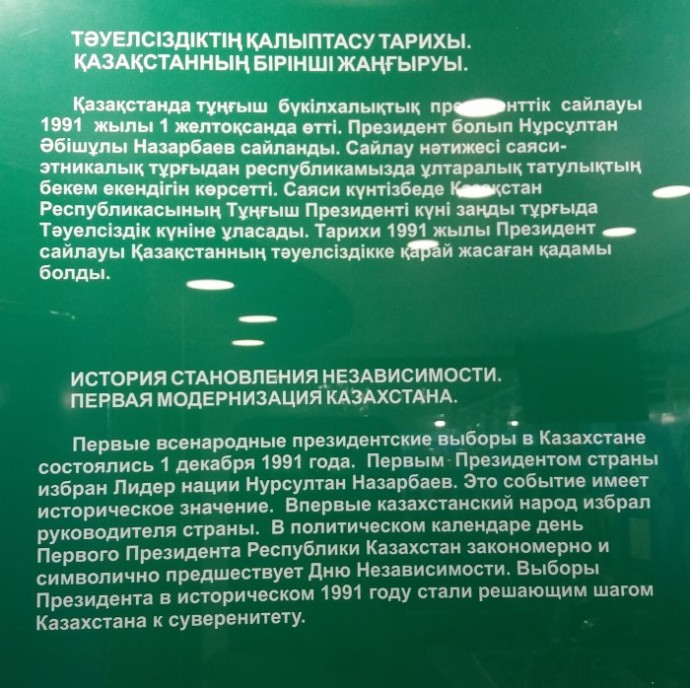 ТӘУЕЛСІЗДІКТІҢ ҚАЛЫПТАСУ ТАРИХЫ.
ҚАЗАҚСТАННЫҢ БІРІНШІ ЖАҢҒЫРУЫ.
Қазақстанда тұңғыш бүкілхалықтық сайлауы
1991 жылы 1 желтоқсанда өтті. Президент болып Нұрсұлтан
Әбішұлы Назарбаев сайланды. Сайлау нәтижесі саяси-
этникалық тұрғыдан республикамызда ұлтаралық татулықтың
бекем екендігін көрсетті. Саяси күнтізбеде Қазақстан
Республикасының Тұңғыш Президенті күні заңды тұрғыда
Тәуелсіздік күніне ұласады. Тарихи 1991 жылы Президент
сайлауы Қазақстанның тәуелсіздікке қарай жасаған қадамы
болды.
ИСТОРИЯ СТАНОВЛЕНИЯ НЕЗАВИСИМОСТИ.
ПЕРВАЯ МОДЕРНИЗАЦИЯ КАЗАХСТАНА.
Первые всенародные президентские выборы в Казахстане
состоялись 1 декабря 1991 года. Первым Президентом страны
избран Лидер нации Нурсултан Назарбаев. Это событие имеет
историческое значение. Впервые казахстанский народ избрал
руководителя страны. В политическом календаре день
Первого Президента Республики Казахстан закономерно и
символично предшествует Дню Независимости. Выборы
Президента в историческом 1991 году стали решающим шагом
Казахстана к суверенитету.